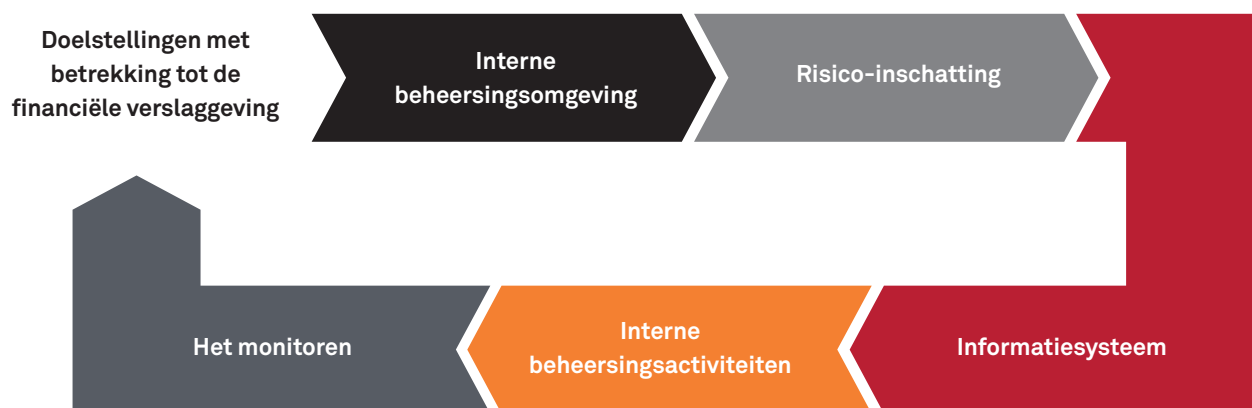 Doelstellingen met
betrekking tot de
financiële verslaggeving
Interne
beheersingsomgeving
Risico-inschatting
Informatiesysteem
Interne
beheersingsactiviteiten
Het monitoren